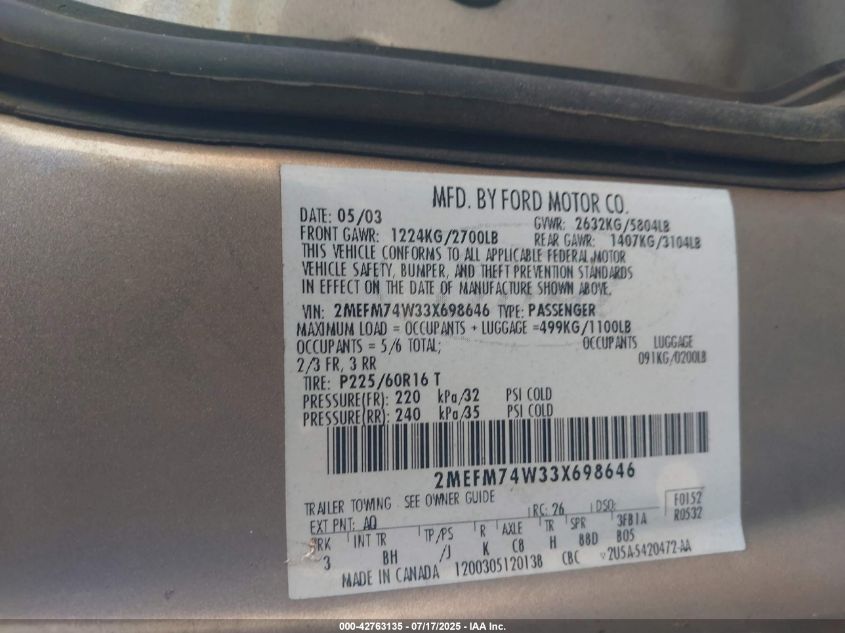 MFD. BY FORD MOTOR CO.
DATE: 05/03 GVWR: 2632KG/5804LB
FRONT GAWR: 1224KG/2700LB REAR GAWR: 1407KG/3104LB
THIS VEHICLE CONFORMS TO ALL APPLICABLE FEDERAL MOTOR
VEHICLE SAFETY, BUMPER, AND THEFT PREVENTION STANDARDS
IN EFFECT ON THE DATE OF MANUFACTURE SHOWN ABOVE.
VIN: 2MEFM74W33X698646 TYPE: PASSENGER
MAXIMUM LOAD = OCCUPANTS + LUGGAGE =499KG/1100LB
OCCUPANTS = 5/6 TOTAL; OCCUPANTS LUGGAGE
2/3 FR, 3 RR 091KG/0200LB
TIRE: P225/60R16 T
PRESSURE(FR): 220 kPa/32 PSI COLD
PRESSURE(RR): 240 kPa/35 PSI COLD
2MEFM74W33X698646
TRAILER TOWING SEE OWNER GUIDE
EXT PNT: AQ RC: 26 DSO: F0152
R0532
BRK INT TR TP/PS R AXLE TR SPR 3FB1A
3 BH /J K C8 H BBD B05
MADE IN CANADA 1200305120138 CBC 2U5A-5420472-AA
000-42763135 - 07/17/2025 - IAA Inc.